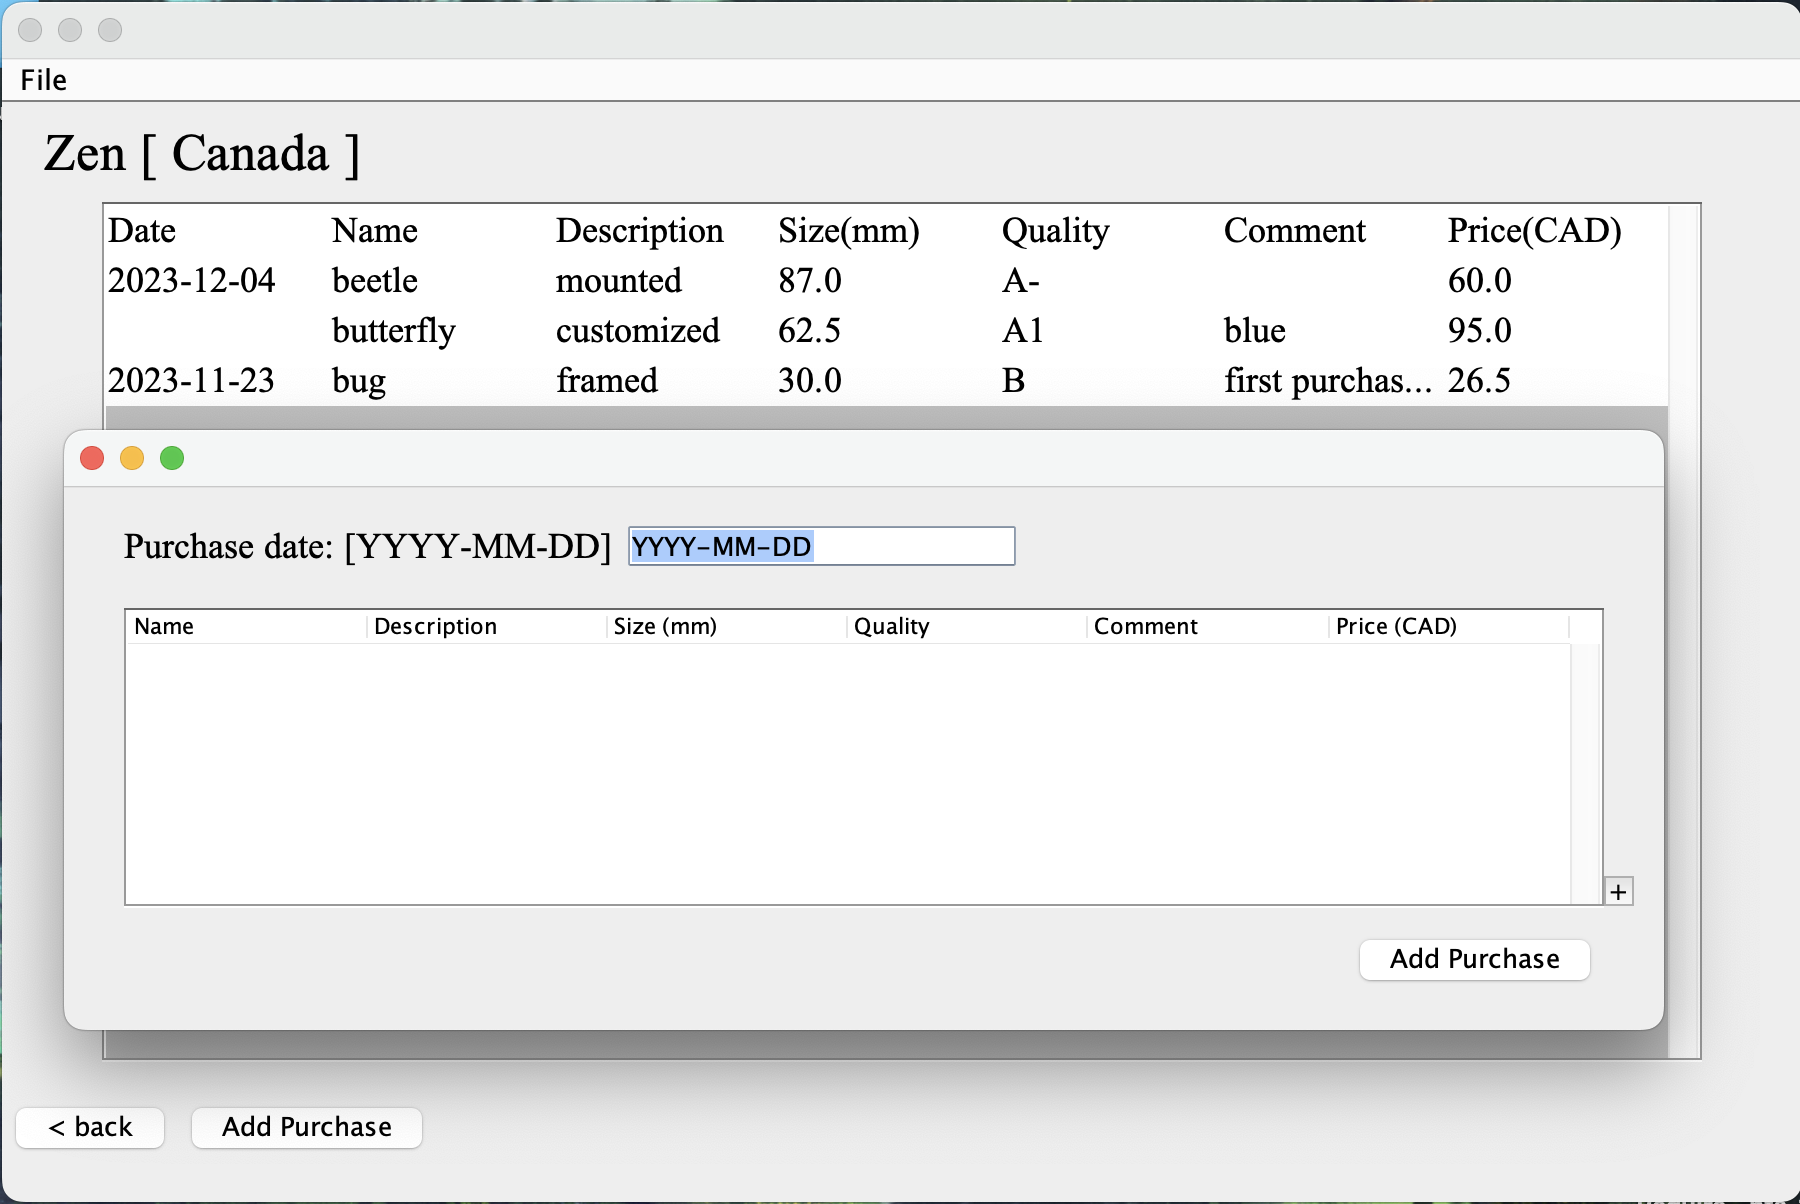 File
Zen [ Canada ]
Date Name Description Size(mm) Quality Comment Price(CAD)
2023-12-04 beetle mounted 87.0 A- 60.0
butterfly customized 62.5 A1 blue 95.0
2023-11-23 bug framed 30.0 B first purchas... 26.5
Purchase date: [YYYY-MM-DD] YYYY-MM-DD
Name Description Size (mm) Quality Comment Price (CAD)
+
Add Purchase
< back Add Purchase